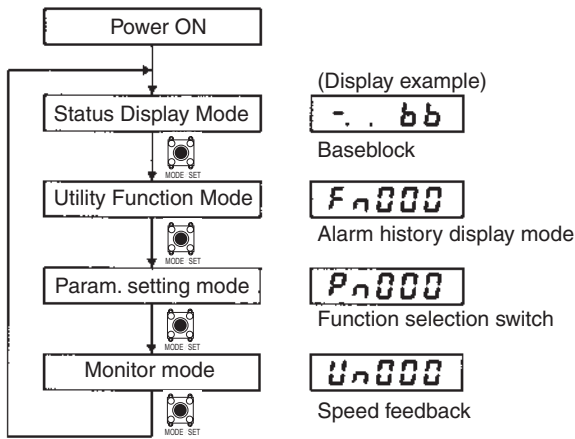 Power ON
(Display example)
Status Display Mode
-. . bb
MODE SET
Baseblock
Utility Function Mode
Fn000
MODE SET
Alarm history display mode
Param. setting mode
Pn000
MODE SET
Function selection switch
Monitor mode
Un000
MODE SET
Speed feedback